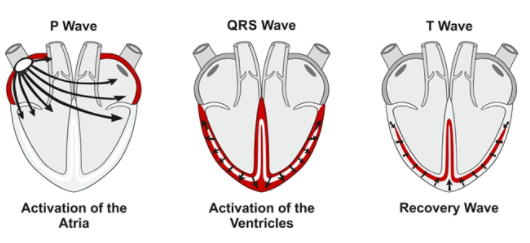 P Wave
QRS Wave
T Wave
Activation of the
Atria
Activation of the
Ventricles
Recovery Wave